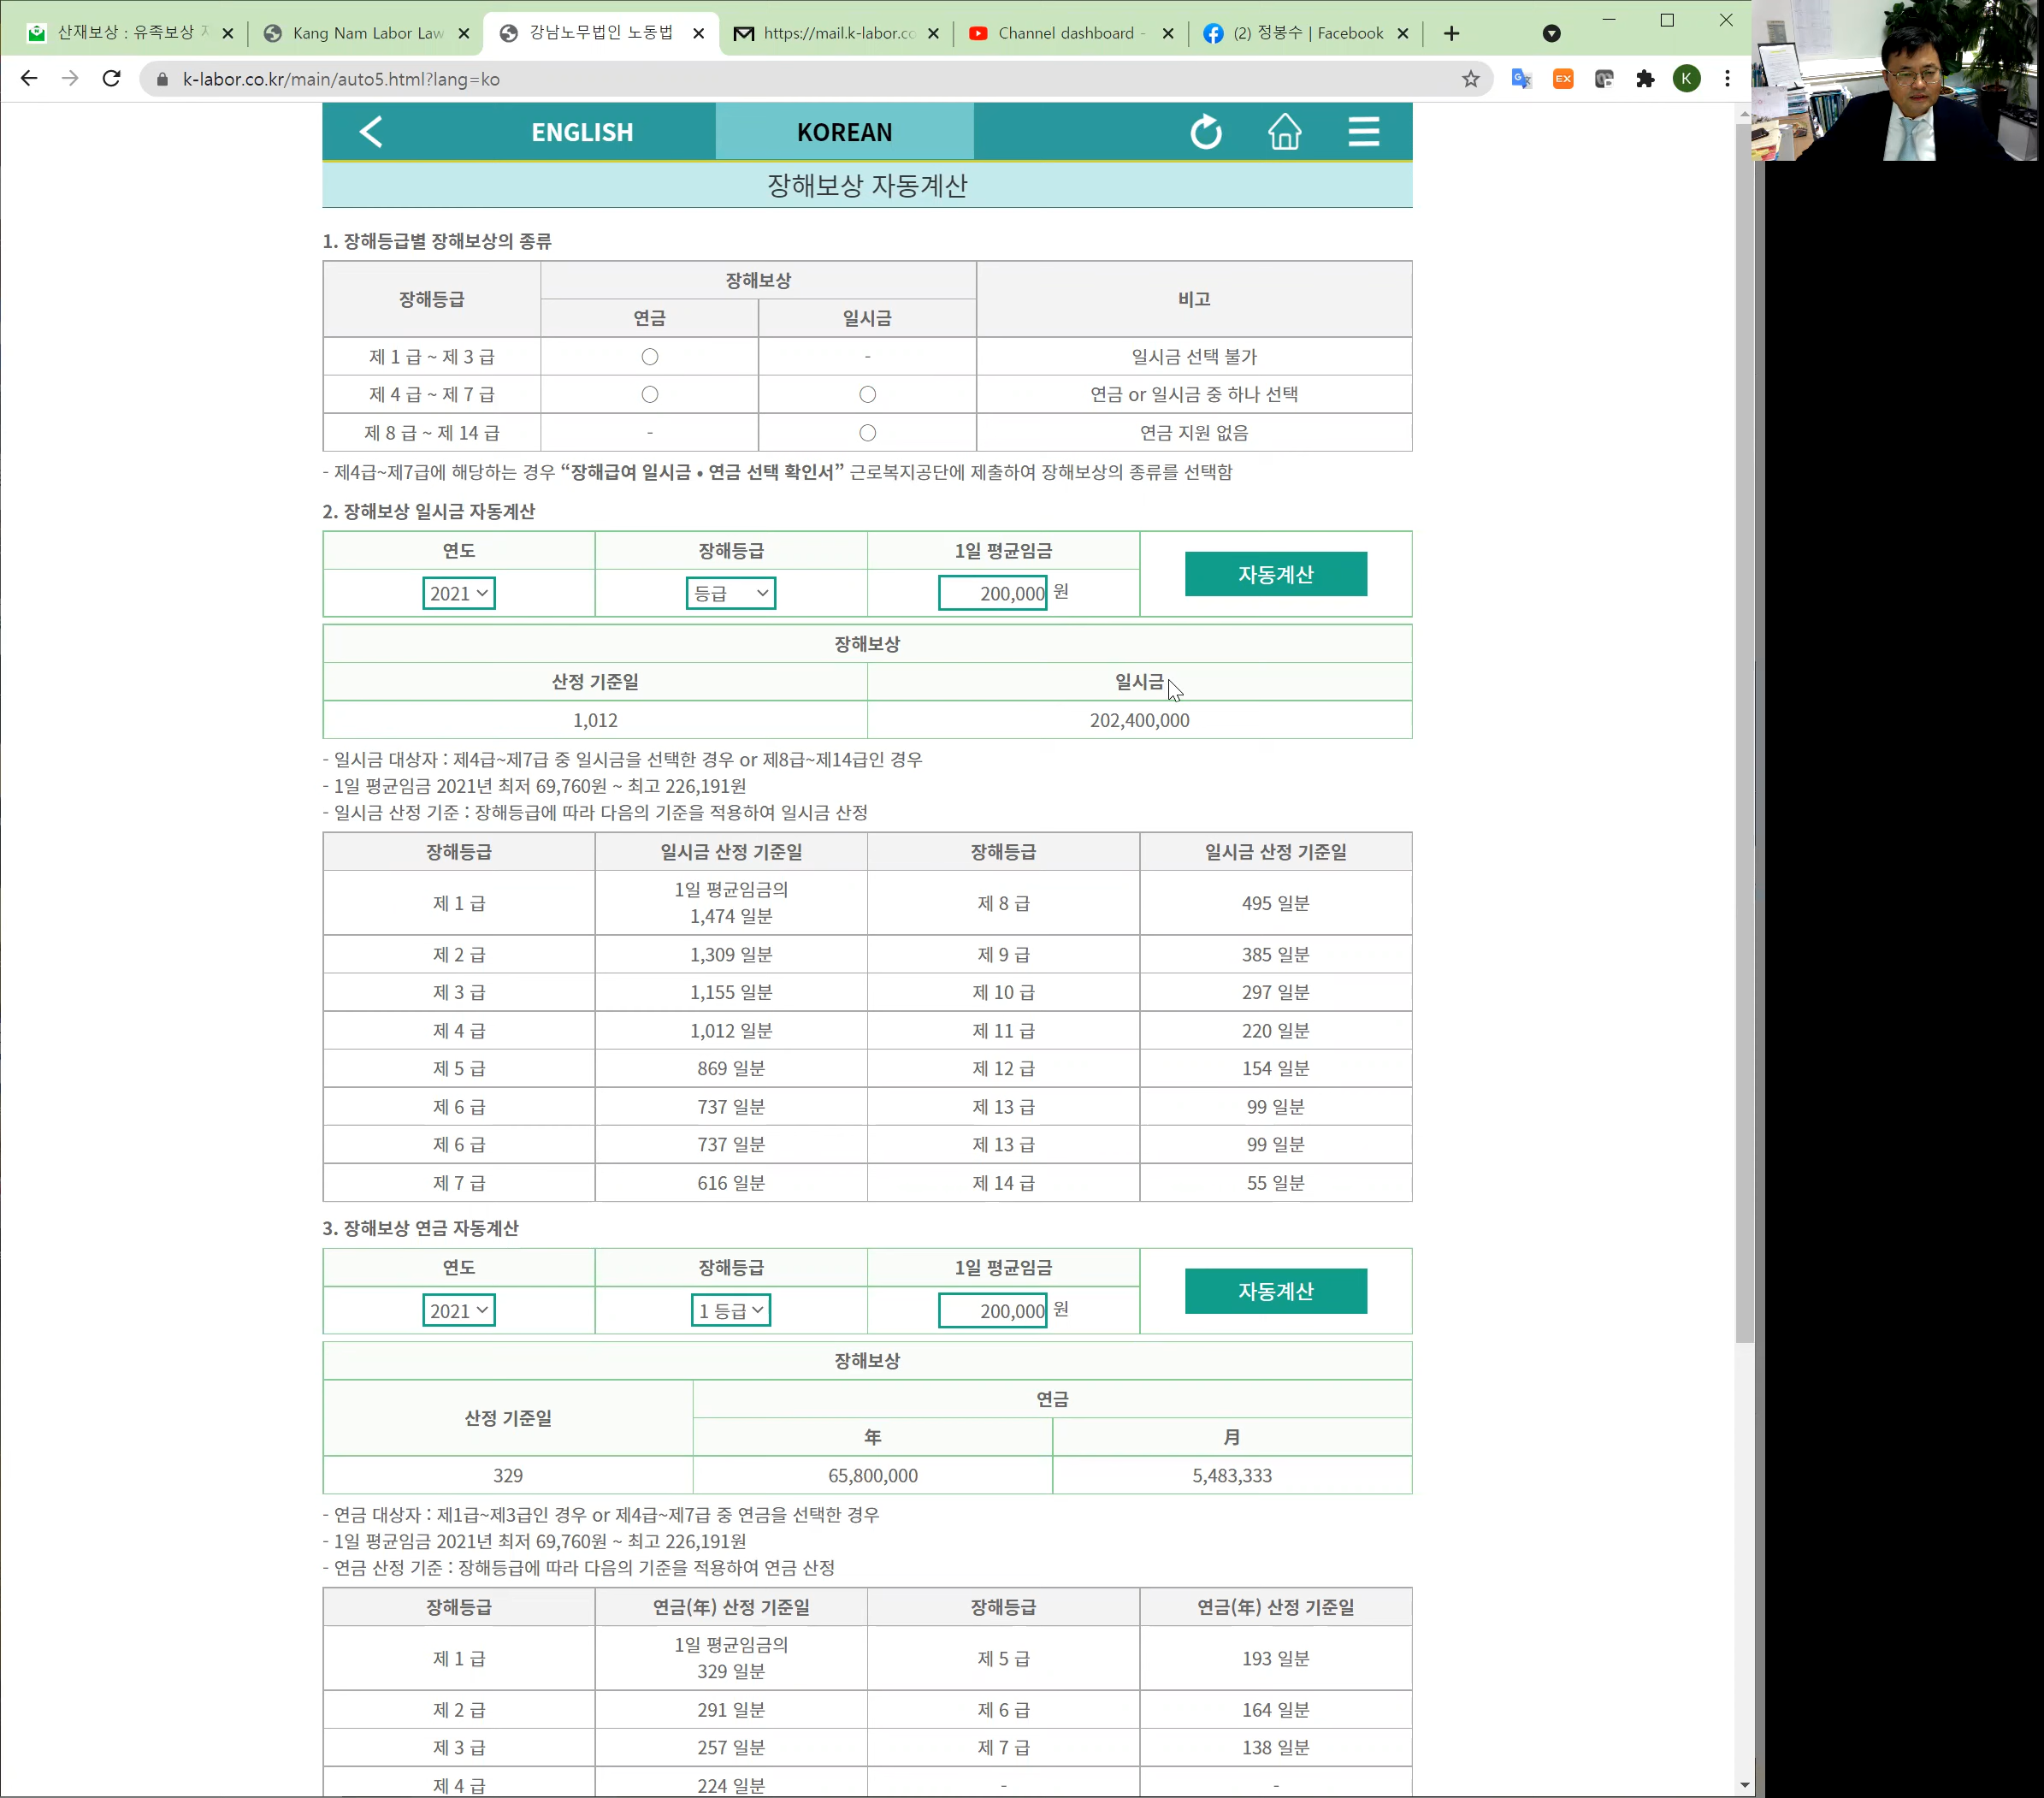 산재보상 : 유족보상
Kang Nam Labor Law
강남노무법인 노동법
https://mail.k-labor.co
Channel dashboard -
(2) 정봉수 | Facebook
k-labor.co.kr/main/auto5.html?lang=ko
EX
K
ENGLISH
KOREAN
장해보상 자동계산
1. 장해등급별 장해보상의 종류
장해등급 장해보상 비고
연금 일시금
제 1 급 ~ 제 3 급 ○ - 일시금 선택 불가
제 4 급 ~ 제 7 급 ○ ○ 연금 or 일시금 중 하나 선택
제 8 급 ~ 제 14 급 - ○ 연금 지원 없음
- 제4급~제7급에 해당하는 경우 “장해급여 일시금 • 연금 선택 확인서” 근로복지공단에 제출하여 장해보상의 종류를 선택함
2. 장해보상 일시금 자동계산
연도 장해등급 1일 평균임금 자동계산
2021 등급 200,000 원
장해보상
산정 기준일 일시금
1,012 202,400,000
- 일시금 대상자 : 제4급~제7급 중 일시금을 선택한 경우 or 제8급~제14급인 경우
- 1일 평균임금 2021년 최저 69,760원 ~ 최고 226,191원
- 일시금 산정 기준 : 장해등급에 따라 다음의 기준을 적용하여 일시금 산정
장해등급 일시금 산정 기준일 장해등급 일시금 산정 기준일
제 1 급 1일 평균임금의 1,474 일분 제 8 급 495 일분
제 2 급 1,309 일분 제 9 급 385 일분
제 3 급 1,155 일분 제 10 급 297 일분
제 4 급 1,012 일분 제 11 급 220 일분
제 5 급 869 일분 제 12 급 154 일분
제 6 급 737 일분 제 13 급 99 일분
제 6 급 737 일분 제 13 급 99 일분
제 7 급 616 일분 제 14 급 55 일분
3. 장해보상 연금 자동계산
연도 장해등급 1일 평균임금 자동계산
2021 1 등급 200,000 원
장해보상
산정 기준일 연금
年 月
329 65,800,000 5,483,333
- 연금 대상자 : 제1급~제3급인 경우 or 제4급~제7급 중 연금을 선택한 경우
- 1일 평균임금 2021년 최저 69,760원 ~ 최고 226,191원
- 연금 산정 기준 : 장해등급에 따라 다음의 기준을 적용하여 연금 산정
장해등급 연금(年) 산정 기준일 장해등급 연금(年) 산정 기준일
제 1 급 1일 평균임금의 329 일분 제 5 급 193 일분
제 2 급 291 일분 제 6 급 164 일분
제 3 급 257 일분 제 7 급 138 일분
제 4 급 224 일분 - -